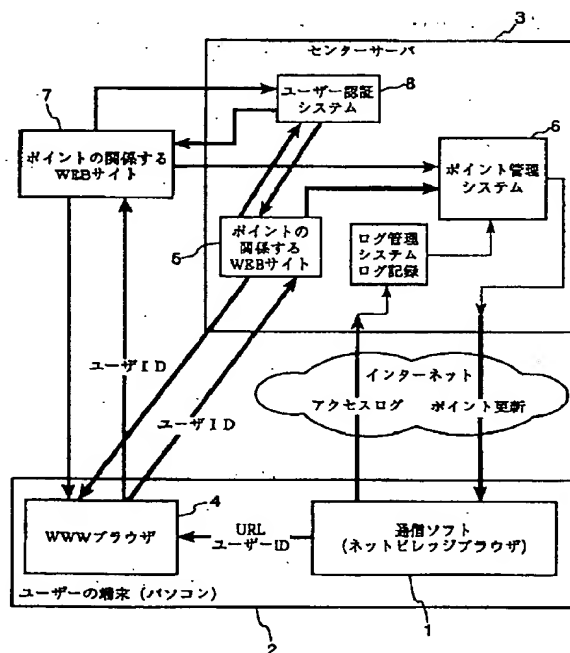 3
センターサーバ
8
ユーザー認証
システム
7
ポイントの関係する
WEBサイト
6
ポイント管理
システム
5
ポイントの
関係する
WEBサイト
ログ管理
システム
ログ記録
インターネット
アクセスログ
ポイント更新
ユーザID
ユーザID
4
WWWブラウザ
URL
ユーザーID
通信ソフト
(ネットビレッジブラウザ)
ユーザーの端末(パソコン)
2
1